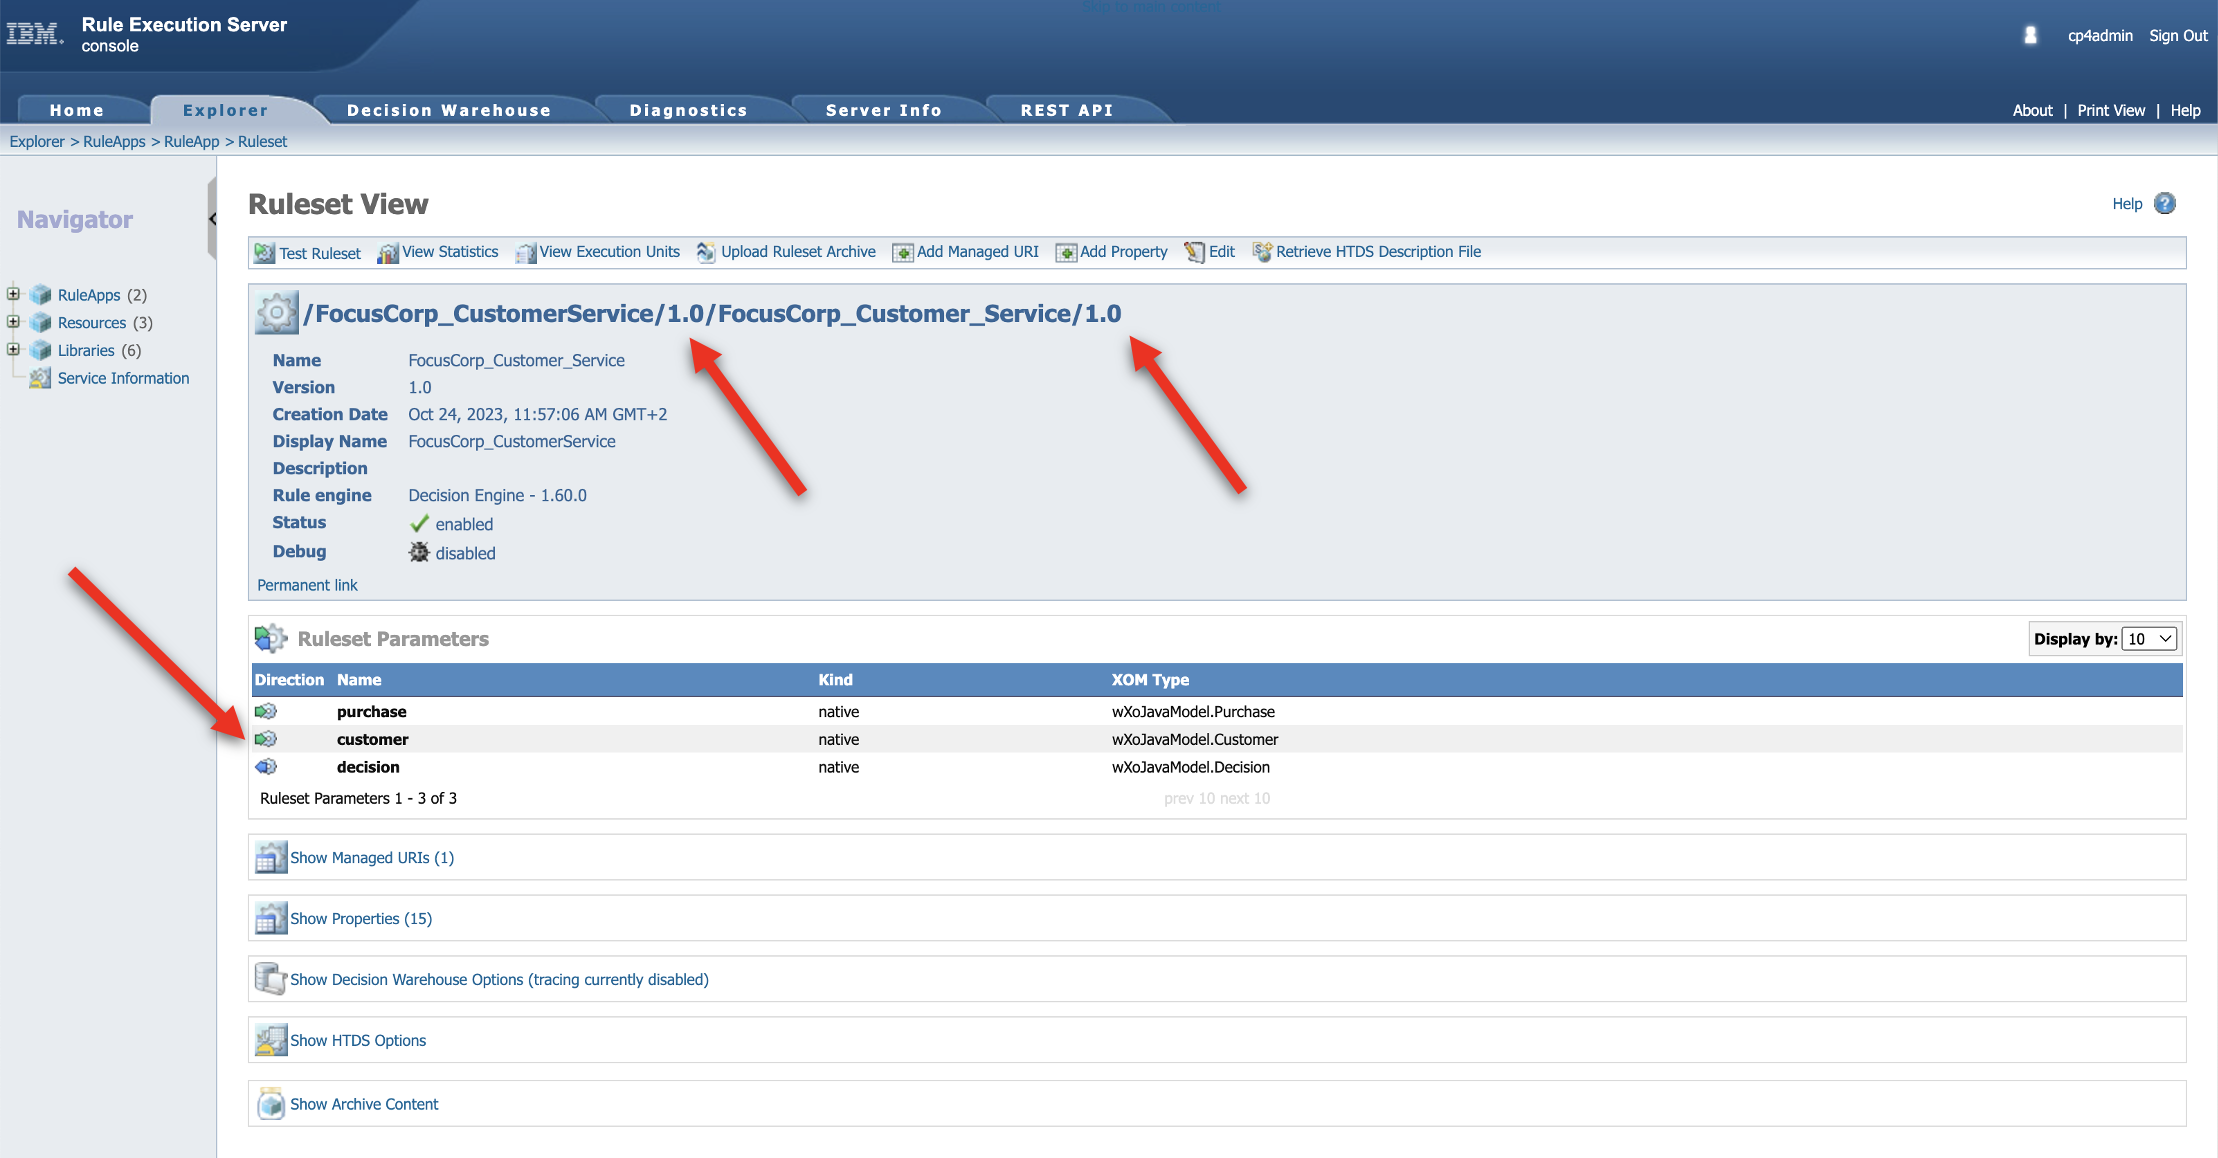 Skip to main content
IBM
Rule Execution Server
console
cp4admin Sign Out
Home Explorer Decision Warehouse Diagnostics Server Info REST API
About | Print View | Help
Explorer > RuleApps > RuleApp > Ruleset
Navigator
RuleApps (2)
Resources (3)
Libraries (6)
Service Information
Ruleset View
Help ?
Test Ruleset View Statistics View Execution Units Upload Ruleset Archive Add Managed URI Add Property Edit Retrieve HTDS Description File
/FocusCorp_CustomerService/1.0/FocusCorp_Customer_Service/1.0
Name FocusCorp_Customer_Service
Version 1.0
Creation Date Oct 24, 2023, 11:57:06 AM GMT+2
Display Name FocusCorp_CustomerService
Description
Rule engine Decision Engine - 1.60.0
Status enabled
Debug disabled
Permanent link
Ruleset Parameters
Display by: 10
Direction Name Kind XOM Type
purchase native wXoJavaModel.Purchase
customer native wXoJavaModel.Customer
decision native wXoJavaModel.Decision
Ruleset Parameters 1 - 3 of 3 prev 10 next 10
Show Managed URIs (1)
Show Properties (15)
Show Decision Warehouse Options (tracing currently disabled)
Show HTDS Options
Show Archive Content